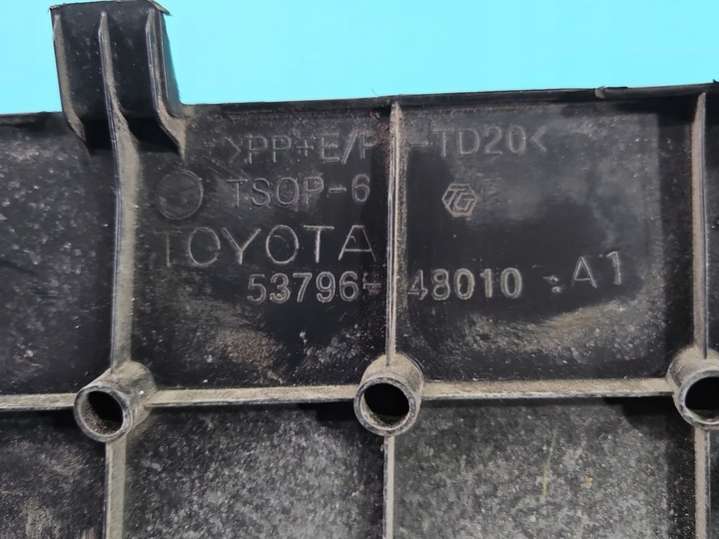 >PP+E/P -TD20<
TSOP-6
TOYOTA
53796-48010 :A1